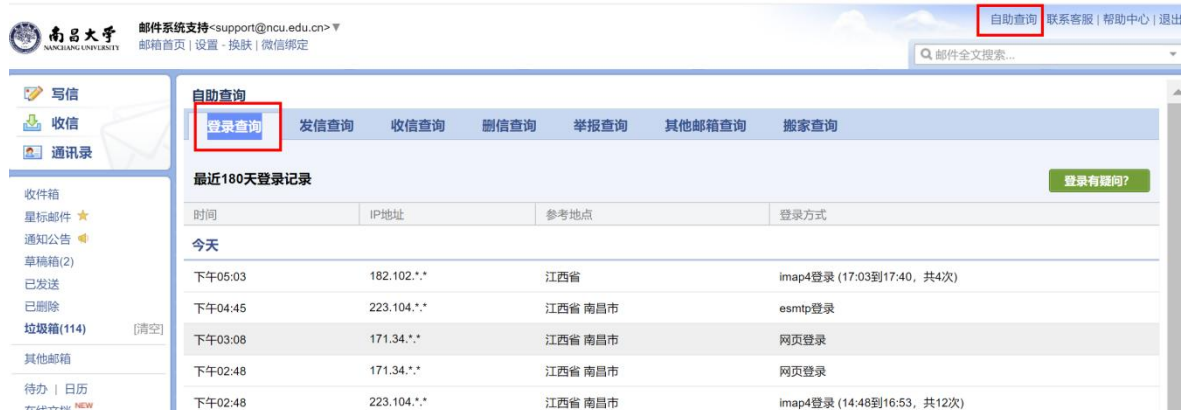 南昌大学
NANCHANG UNIVERSITY
邮件系统支持<support@ncu.edu.cn>▼
邮箱首页 | 设置 - 换肤 | 微信绑定
自助查询 联系客服 | 帮助中心 | 退出
邮件全文搜索...
写信
收信
通讯录
收件箱
星标邮件
通知公告
草稿箱(2)
已发送
已删除
垃圾箱(114) [清空]
其他邮箱
待办 | 日历
在线文档 NEW
自助查询
登录查询 发信查询 收信查询 删信查询 举报查询 其他邮箱查询 搬家查询
最近180天登录记录 登录有疑问?
时间 IP地址 参考地点 登录方式
今天
下午05:03 182.102.*.* 江西省 imap4登录 (17:03到17:40, 共4次)
下午04:45 223.104.*.* 江西省 南昌市 esmtp登录
下午03:08 171.34.*.* 江西省 南昌市 网页登录
下午02:48 171.34.*.* 江西省 南昌市 网页登录
下午02:48 223.104.*.* 江西省 南昌市 imap4登录 (14:48到16:53, 共12次)